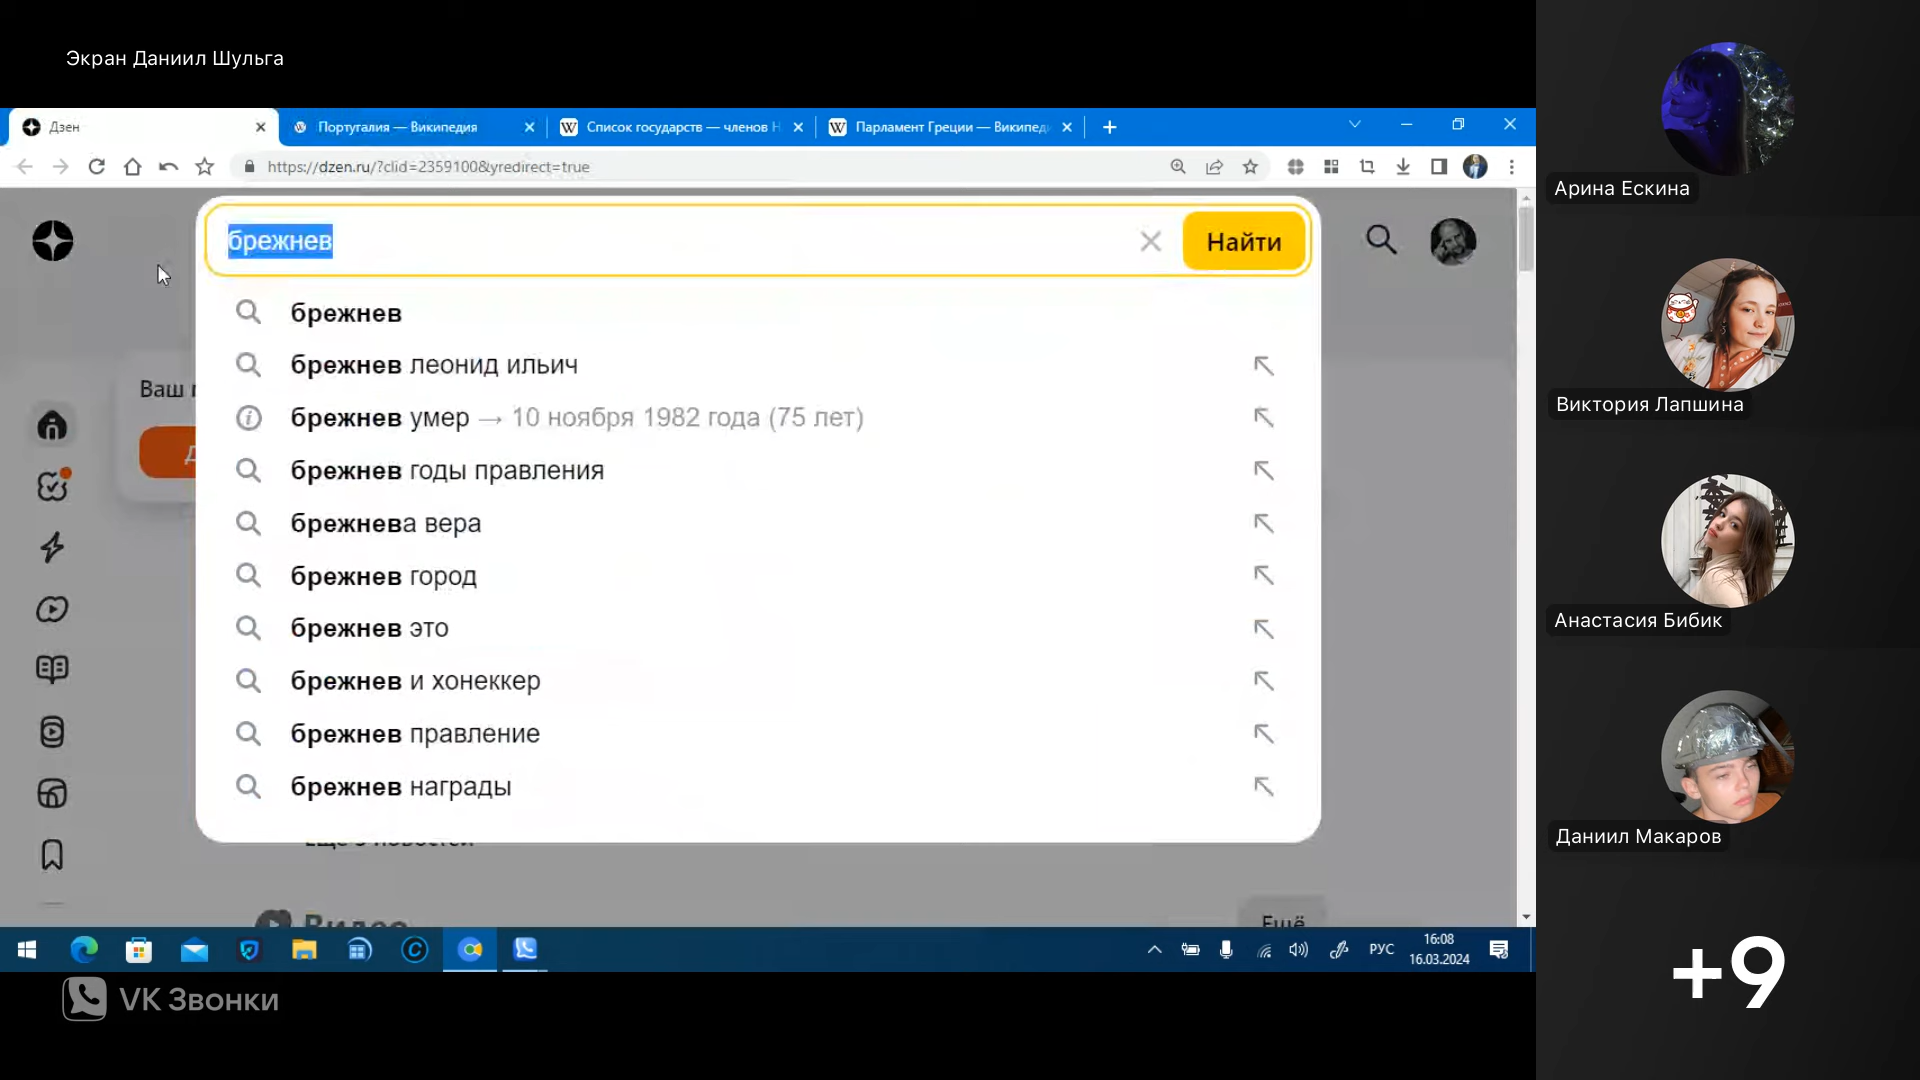 Экран Даниил Шульга
Дзен
Португалия — Википедия
Список государств — членов Н
Парламент Греции — Википеди
https://dzen.ru/?clid=2359100&yredirect=true
брежнев
Найти
брежнев
брежнев леонид ильич
брежнев умер → 10 ноября 1982 года (75 лет)
брежнев годы правления
брежнева вера
брежнев город
брежнев это
брежнев и хонеккер
брежнев правление
брежнев награды
Ваш
Д
Видео
Ещё
РУС
16:08
16.03.2024
VK Звонки
Арина Ескина
Виктория Лапшина
Анастасия Бибик
Даниил Макаров
+9